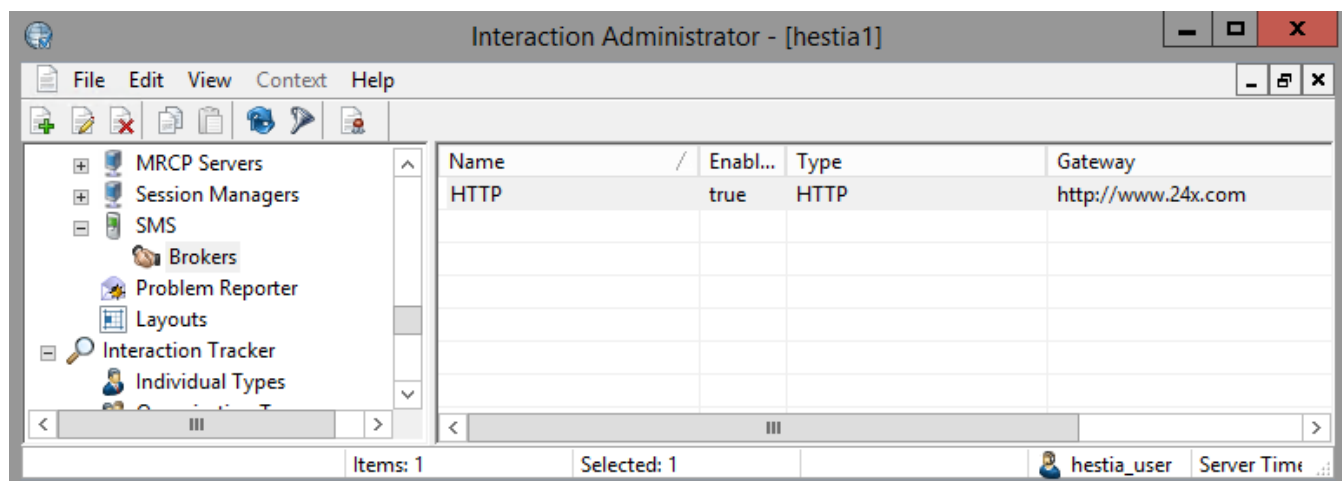 Interaction Administrator - [hestia1]
File Edit View Context Help
MRCP Servers
Session Managers
SMS
Brokers
Problem Reporter
Layouts
Interaction Tracker
Individual Types
Name Enabl... Type Gateway
HTTP true HTTP http://www.24x.com
Items: 1 Selected: 1 hestia_user Server Time